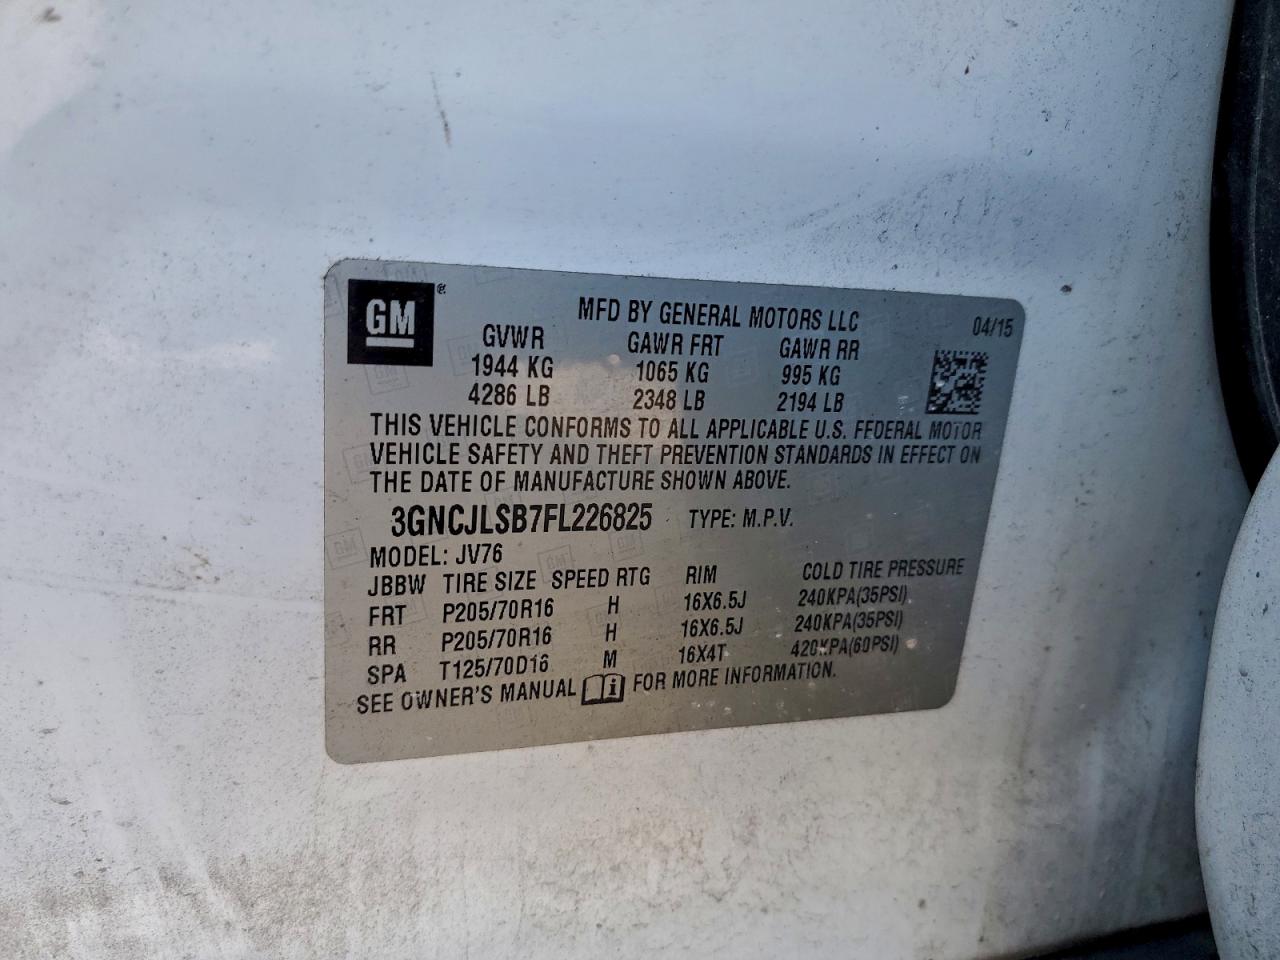 GM ®
MFD BY GENERAL MOTORS LLC 04/15
GVWR GAWR FRT GAWR RR
1944 KG 1065 KG 995 KG
4286 LB 2348 LB 2194 LB
THIS VEHICLE CONFORMS TO ALL APPLICABLE U.S. FEDERAL MOTOR
VEHICLE SAFETY AND THEFT PREVENTION STANDARDS IN EFFECT ON
THE DATE OF MANUFACTURE SHOWN ABOVE.
3GNCJLSB7FL226825 TYPE: M.P.V.
MODEL: JV76
JBBW TIRE SIZE SPEED RTG RIM COLD TIRE PRESSURE
FRT P205/70R16 H 16X6.5J 240KPA(35PSI)
RR P205/70R16 H 16X6.5J 240KPA(35PSI)
SPA T125/70D16 M 16X4T 420KPA(60PSI)
SEE OWNER'S MANUAL i FOR MORE INFORMATION.